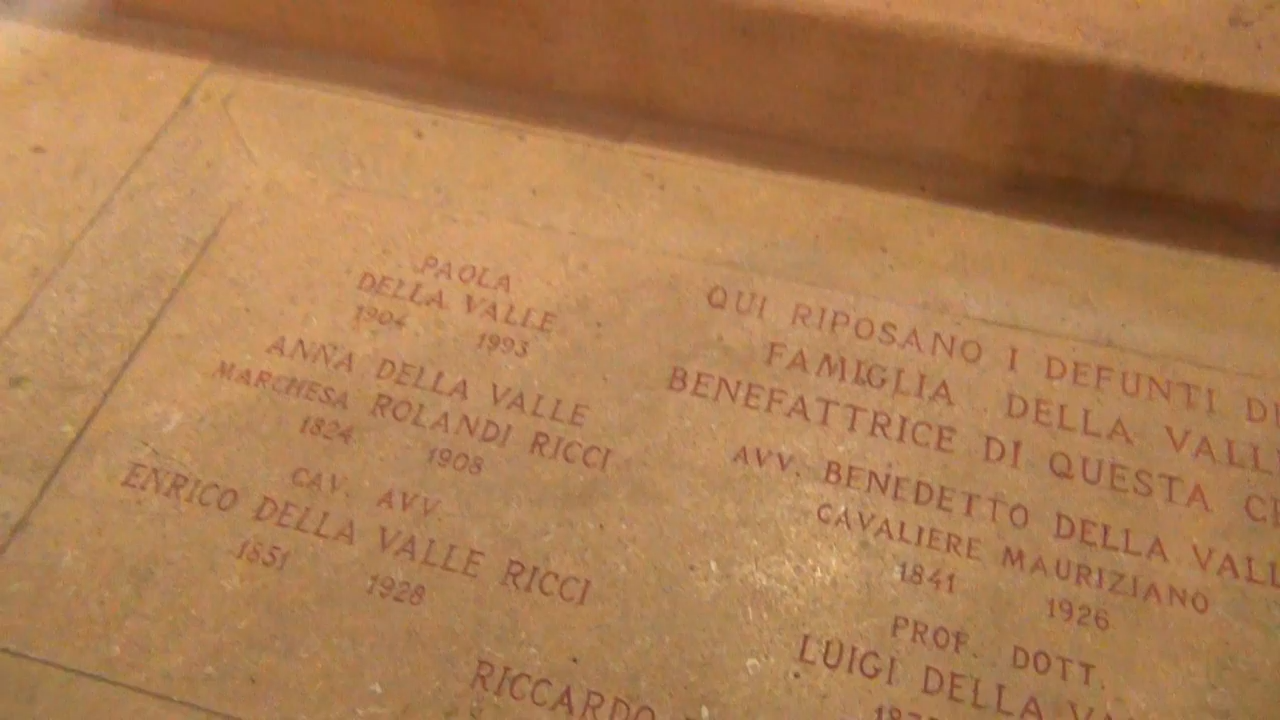 PAOLA
DELLA VALLE
1904 1993
ANNA DELLA VALLE
MARCHESA ROLANDI RICCI
1824 1908
CAV. AVV.
ENRICO DELLA VALLE RICCI
1851 1928
RICCARDO
QUI RIPOSANO I DEFUNTI
FAMIGLIA DELLA
BENEFATTRICE DI QUESTA
AVV. BENEDETTO DELLA
CAVALIERE MAURIZIANO
1841 1926
PROF. DOTT.
LUIGI DELLA